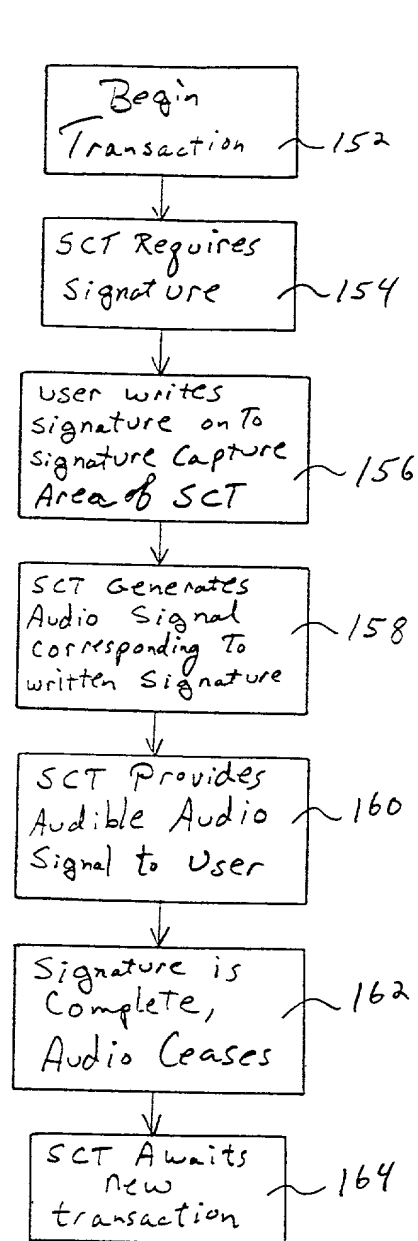 Begin
Transaction
152
SCT Requires
Signature
154
User writes
signature on To
signature Capture
Area of SCT
156
SCT Generates
Audio Signal
corresponding To
written Signature
158
SCT Provides
Audible Audio
Signal to User
160
Signature is
Complete,
Audio Ceases
162
SCT Awaits
new
transaction
164